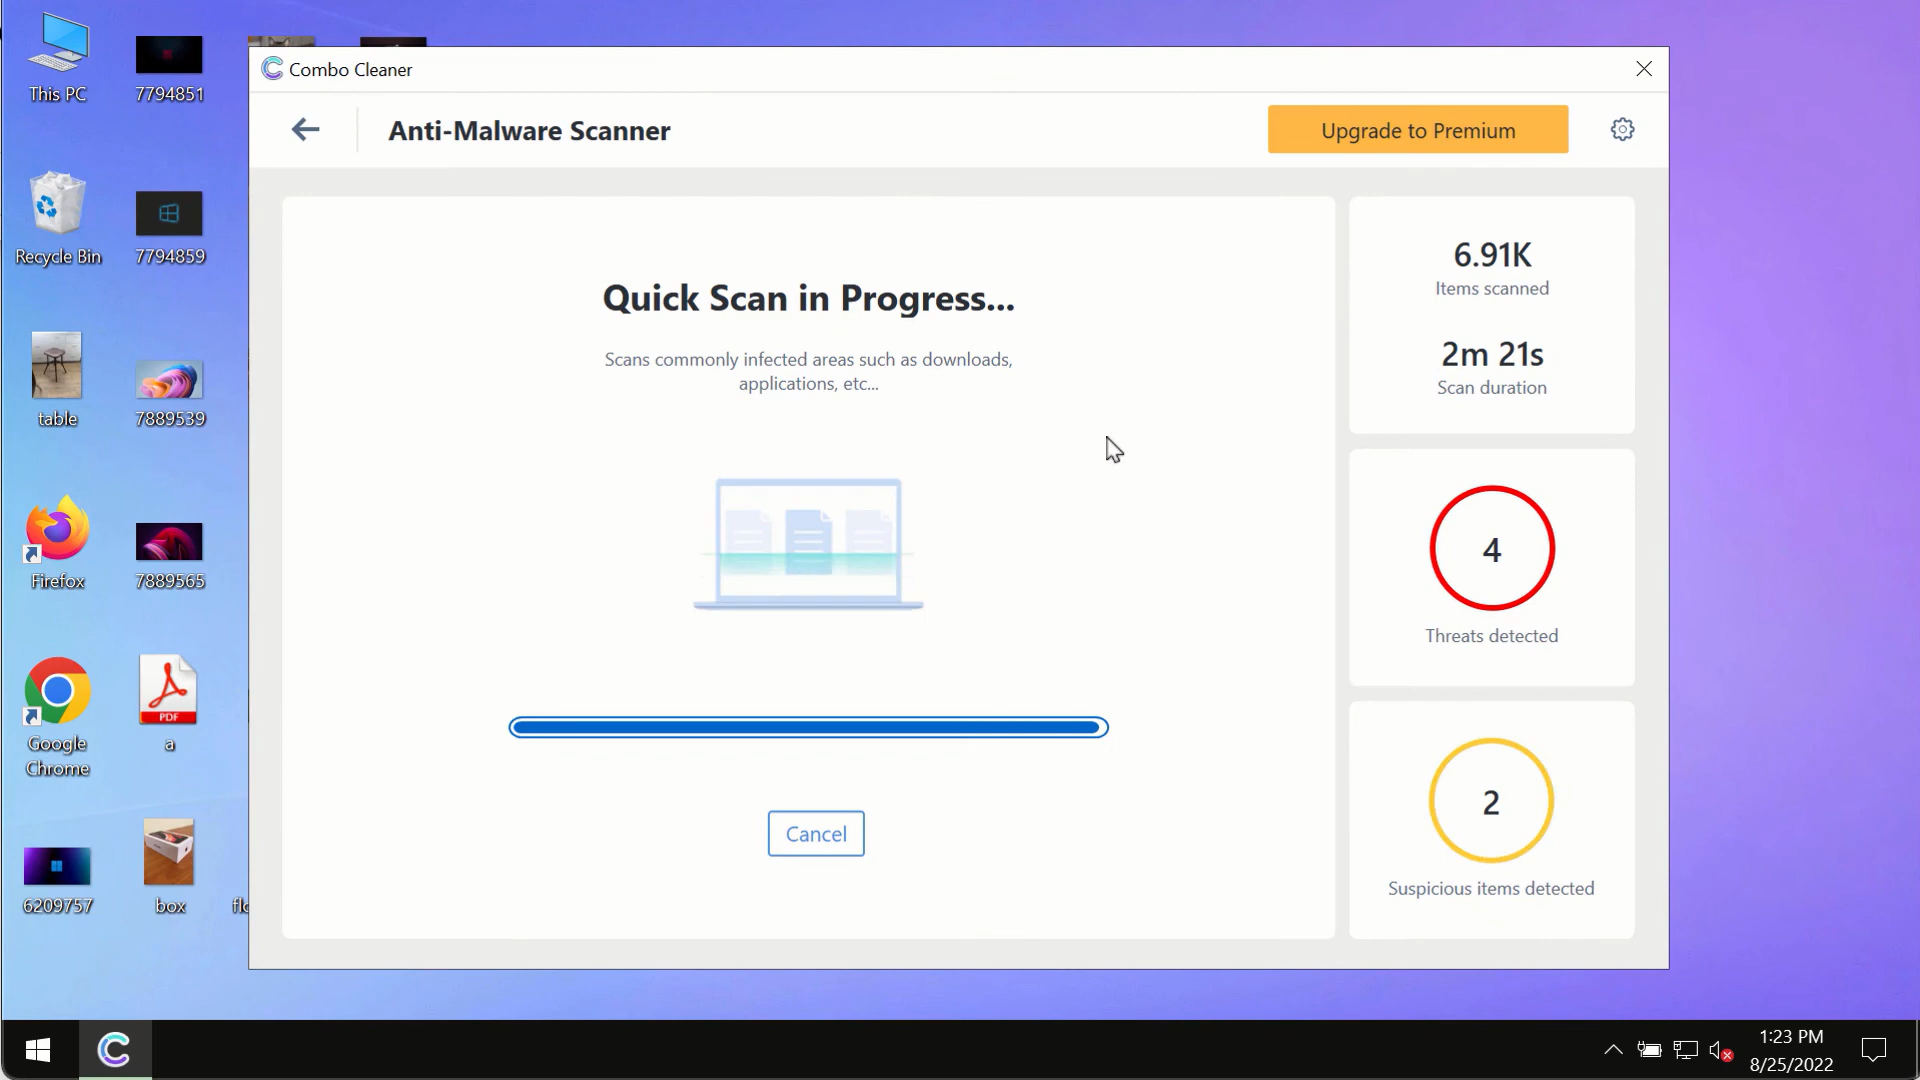 This PC
7794851
Recycle Bin
7794859
table
7889539
Firefox
7889565
Google
Chrome
PDF
a
6209757
box
Combo Cleaner
Anti-Malware Scanner
Upgrade to Premium
Quick Scan in Progress...
Scans commonly infected areas such as downloads,
applications, etc...
Cancel
6.91K
Items scanned
2m 21s
Scan duration
4
Threats detected
2
Suspicious items detected
1:23 PM
8/25/2022